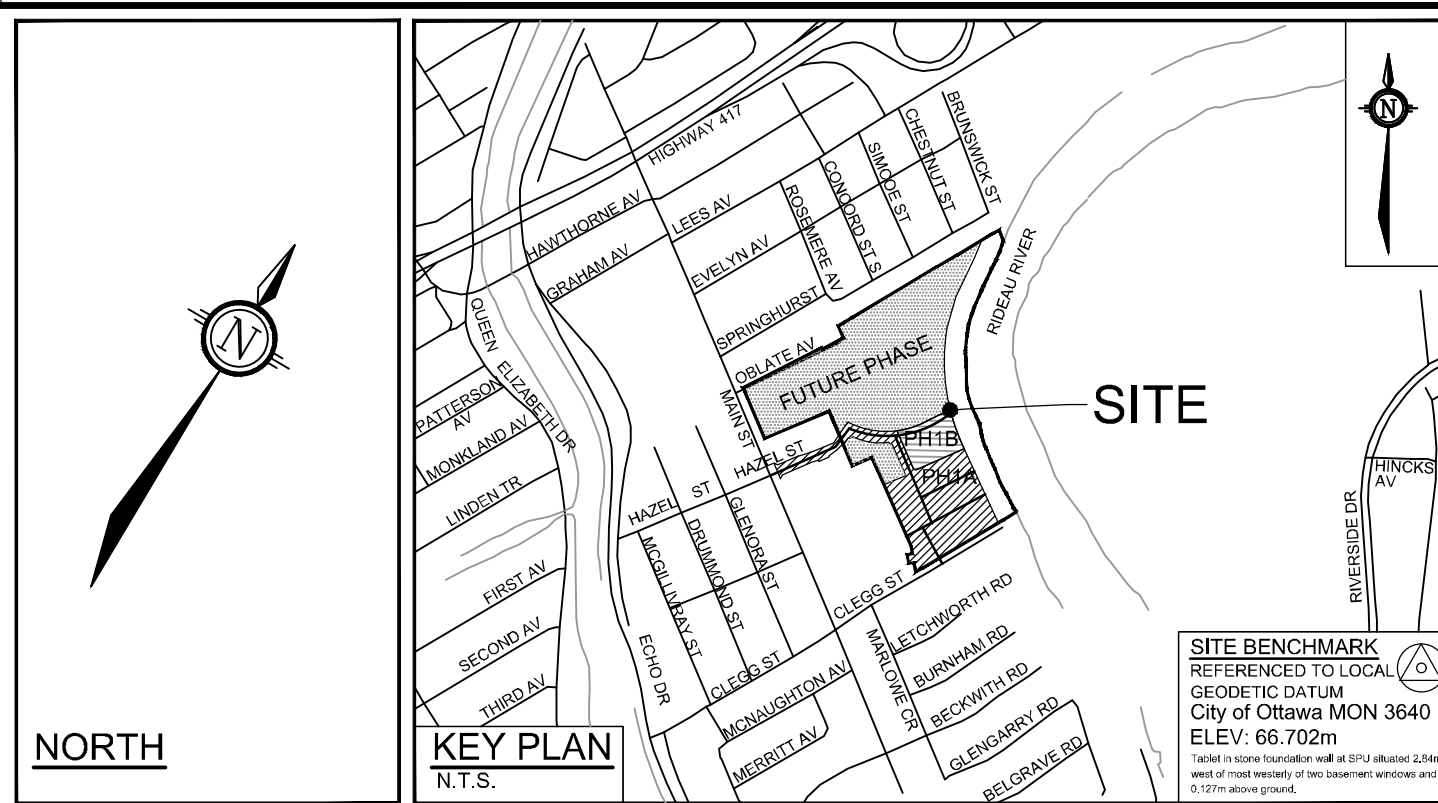 N
NORTH
KEY PLAN
N.T.S.
HIGHWAY 417
HAWTHORNE AV
GRAHAM AV
LEES AV
EVELYN AV
SPRINGHURST
OBLATE AV
ROSEMERE AV
CONCORD ST S
SIMCOE ST
CHESTNUT ST
BRUNSWICK ST
RIDEAU RIVER
QUEEN ELIZABETH DR
PATTERSON
AV
MONKLAND AV
LINDEN TR
FIRST AV
SECOND AV
THIRD AV
MAIN ST
FUTURE PHASE
SITE
PH1B
PH1A
HAZEL ST
HAZEL ST
GLENORA ST
DRUMMOND ST
MCGILLIVRAY ST
ECHO DR
CLEGG ST
CLEGG ST
MCNAUGHTON AV
MERRITT AV
MARLOWE CR
LETCHWORTH RD
BURNHAM RD
BECKWITH RD
GLENGARRY RD
BELGRAVE RD
N
HINCKS
AV
RIVERSIDE DR
SITE BENCHMARK
REFERENCED TO LOCAL
GEODETIC DATUM
City of Ottawa MON 3640
ELEV: 66.702m
Tablet in stone foundation wall at SPU situated 2.84m
west of most westerly of two basement windows and
0.127m above ground.